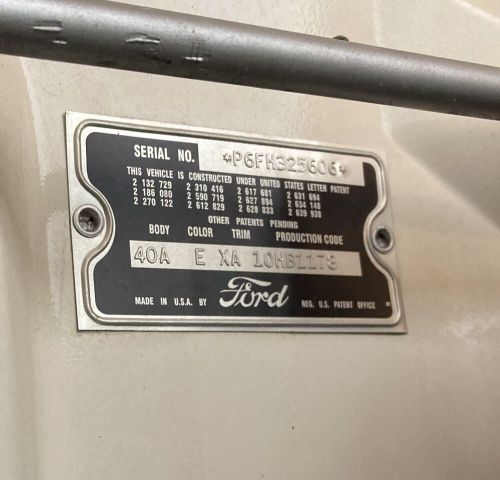 SERIAL NO. *P6FH325606*
THIS VEHICLE IS CONSTRUCTED UNDER UNITED STATES LETTER PATENT
2 132 729 2 310 416 2 617 681 2 631 694
2 186 080 2 590 719 2 627 894 2 634 148
2 270 122 2 612 829 2 628 833 2 639 938
OTHER PATENTS PENDING
BODY COLOR TRIM PRODUCTION CODE
40A E XA 10HB1178
MADE IN U.S.A. BY Ford REG. U.S. PATENT OFFICE